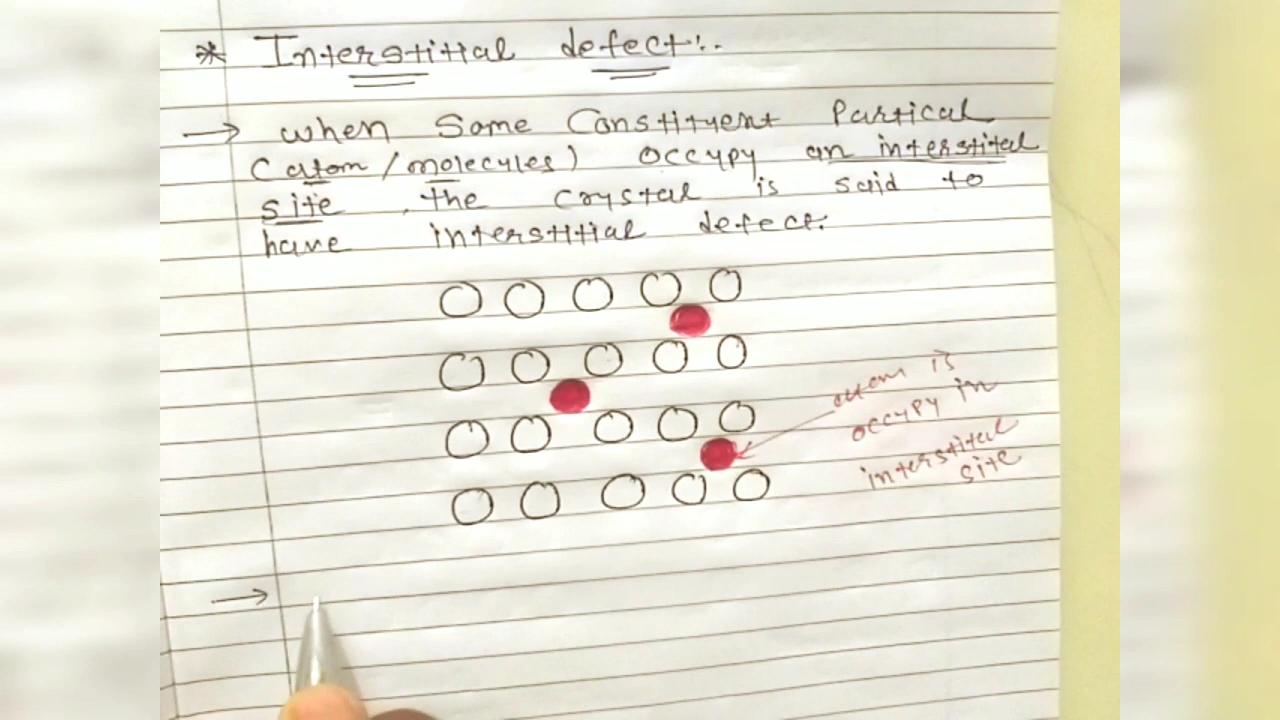 * Interstitial defect:.
→ when Some Constituent Partical
(atom/molecules) occupy an interstital
site, the crystal is said to
have interstitial defect.
atom is
occupy in
interstital
site
→